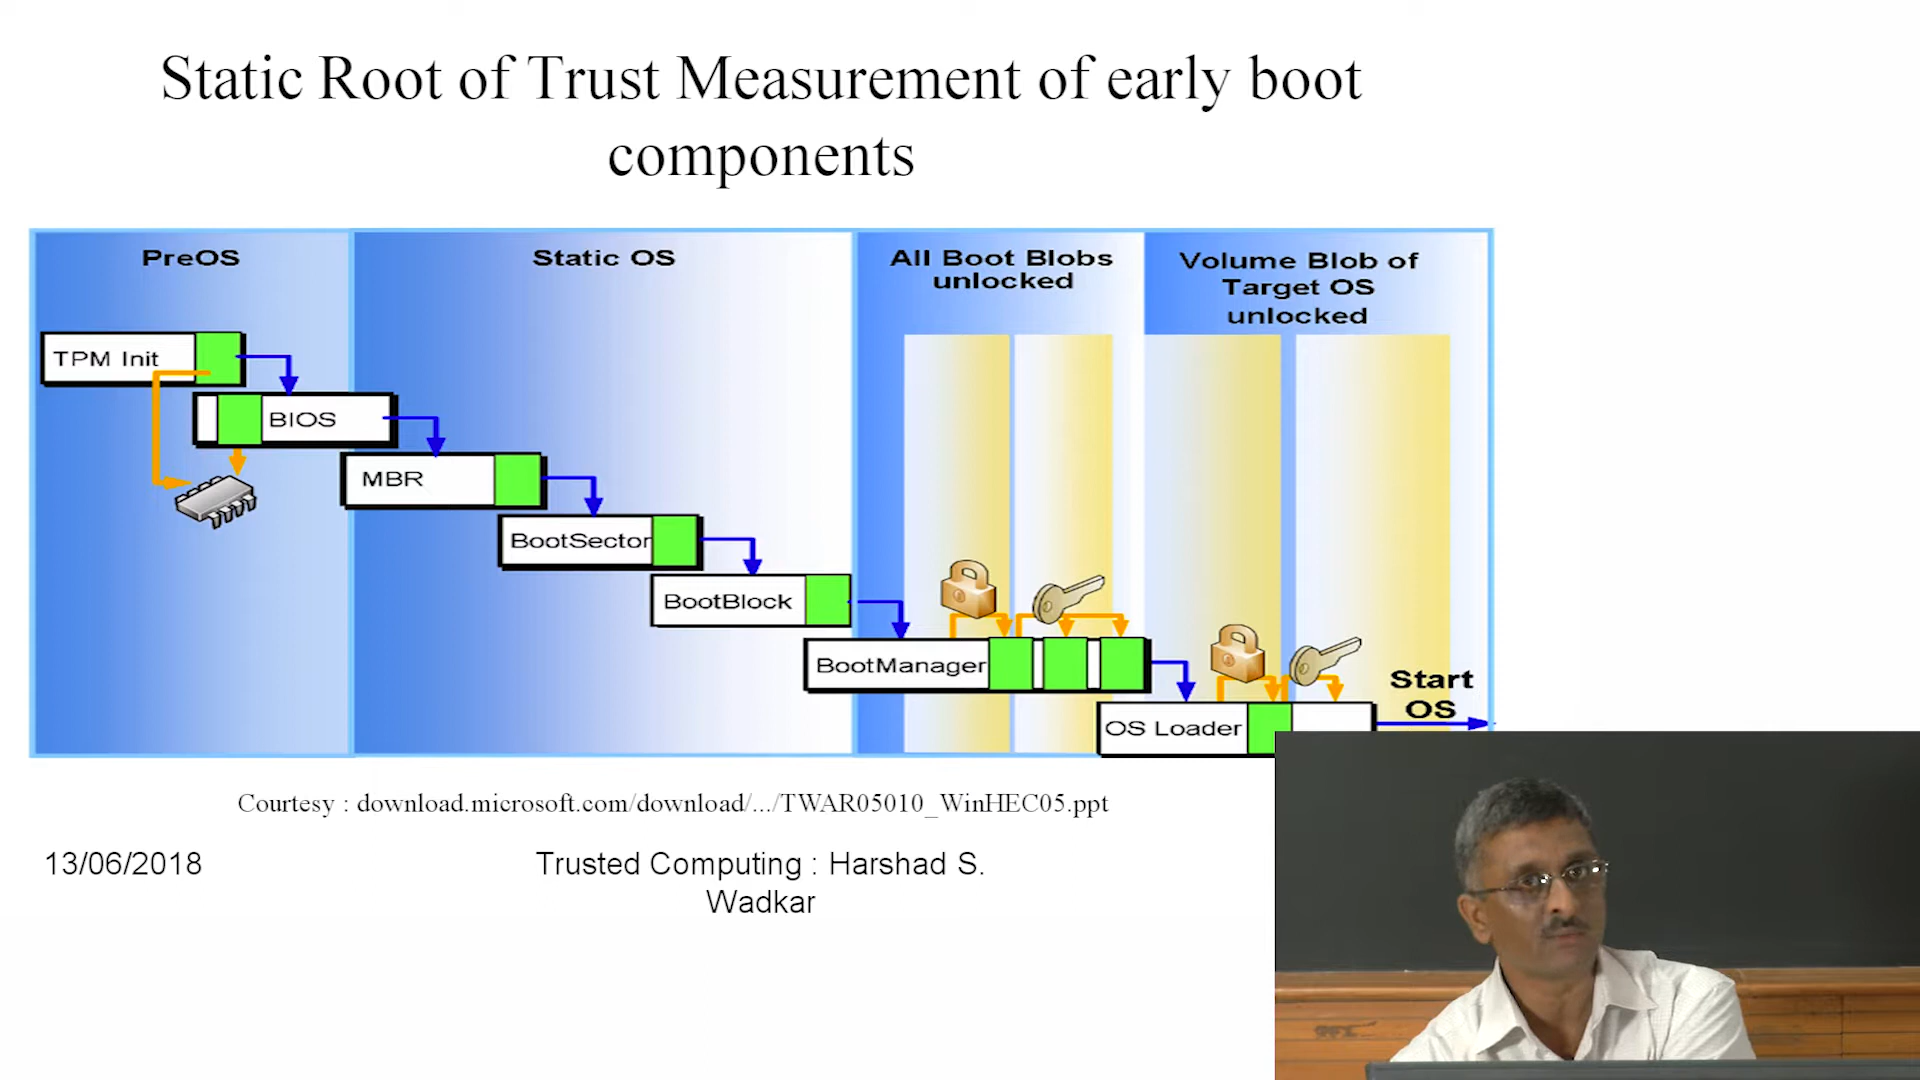 Static Root of Trust Measurement of early boot
components
PreOS
Static OS
All Boot Blobs
unlocked
Volume Blob of
Target OS
unlocked
TPM Init
BIOS
MBR
BootSector
BootBlock
BootManager
OS Loader
Start
OS
Courtesy : download.microsoft.com/download/.../TWAR05010_WinHEC05.ppt
13/06/2018
Trusted Computing : Harshad S.
Wadkar